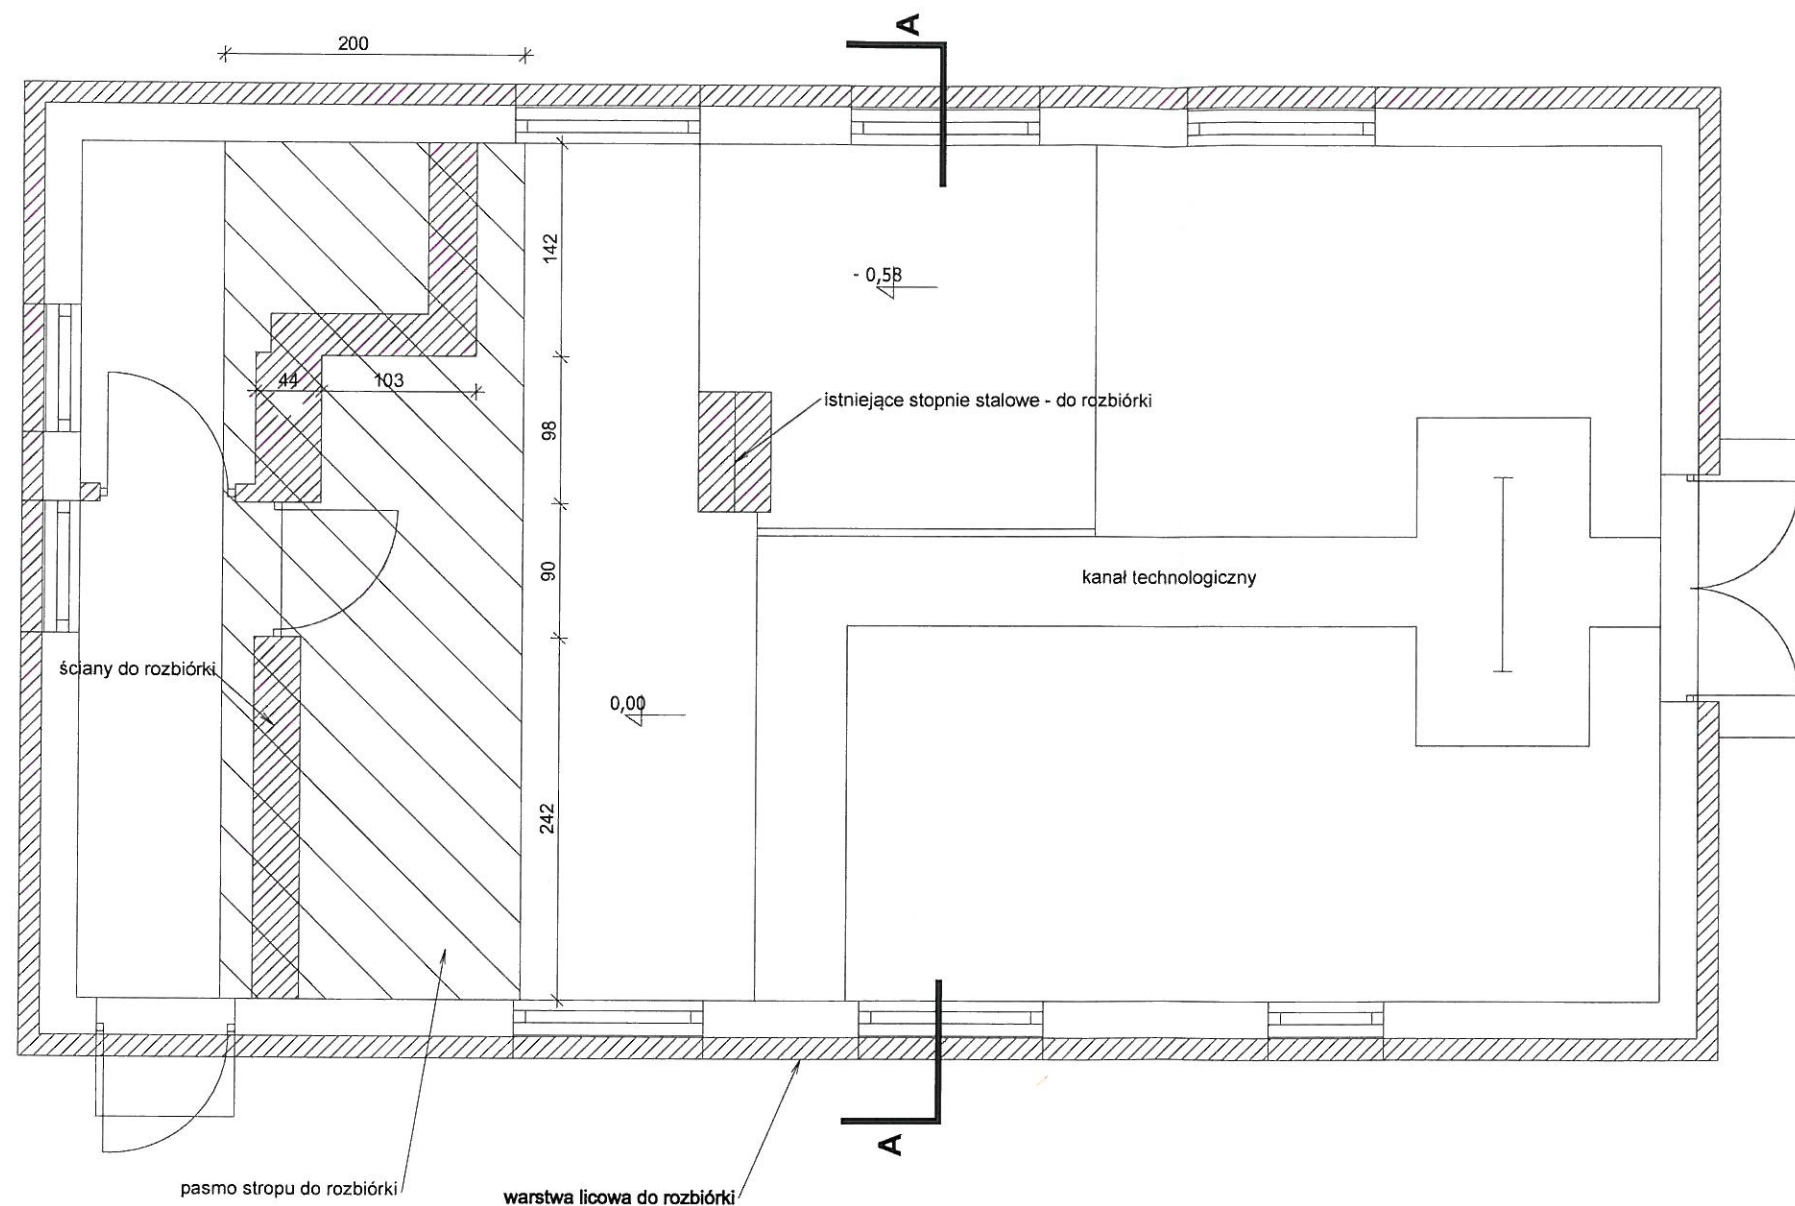 A
200
142
- 0,58
44
103
istniejące stopnie stalowe - do rozbiórki
98
90
kanał technologiczny
ściany do rozbiórki
0,00
242
A
pasmo stropu do rozbiórki
warstwa licowa do rozbiórki